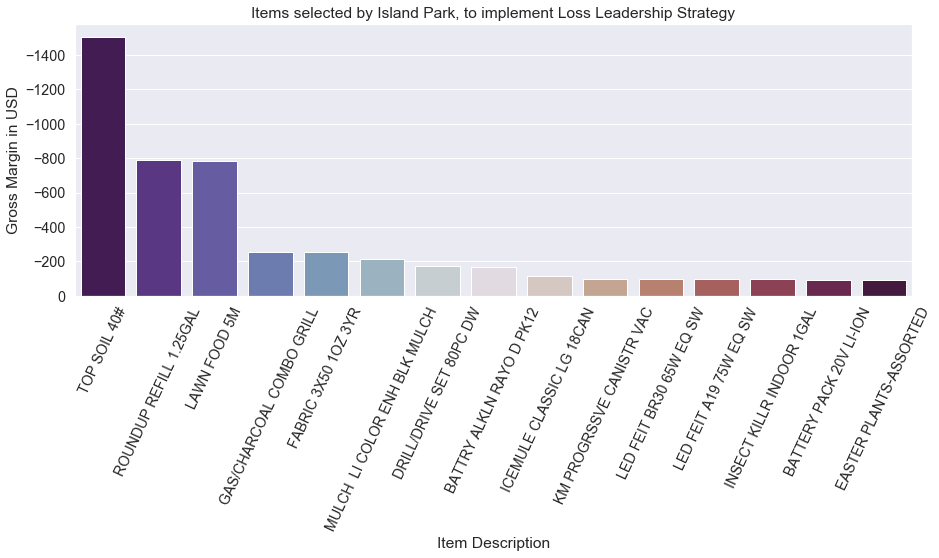 Items selected by Island Park, to implement Loss Leadership Strategy
Gross Margin in USD
−1400
−1200
−1000
−800
−600
−400
−200
0
TOP SOIL 40#
ROUNDUP REFILL 1.25GAL
LAWN FOOD 5M
GAS/CHARCOAL COMBO GRILL
FABRIC 3X50 1OZ 3YR
MULCH  LI COLOR ENH BLK MULCH
DRILL/DRIVE SET 80PC DW
BATTRY ALKLN RAYO D PK12
ICEMULE CLASSIC LG 18CAN
KM PROGRSSVE CANISTR VAC
LED FEIT BR30 65W EQ SW
LED FEIT A19 75W EQ SW
INSECT KILLR INDOOR 1GAL
BATTERY PACK 20V LI-ION
EASTER PLANTS-ASSORTED
Item Description